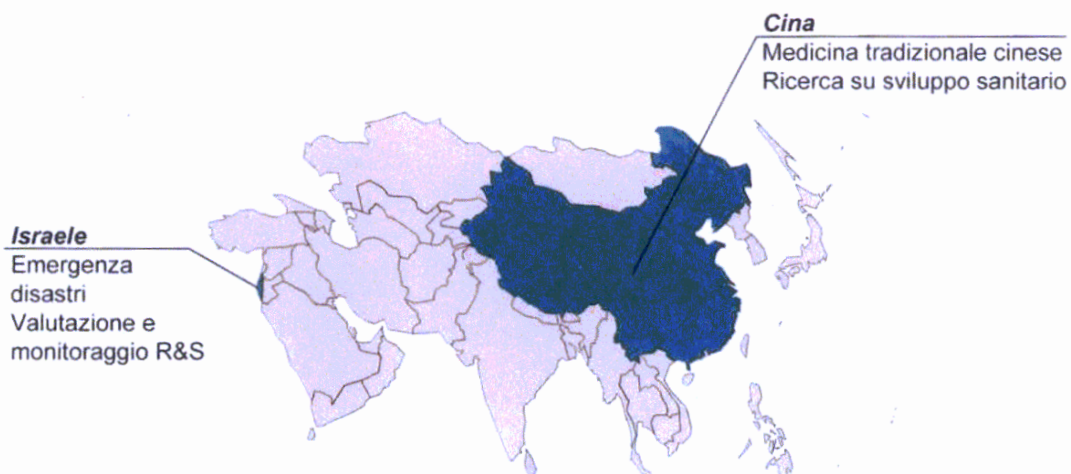 Cina
Medicina tradizionale cinese
Ricerca su sviluppo sanitario
Israele
Emergenza
disastri
Valutazione e
monitoraggio R&S